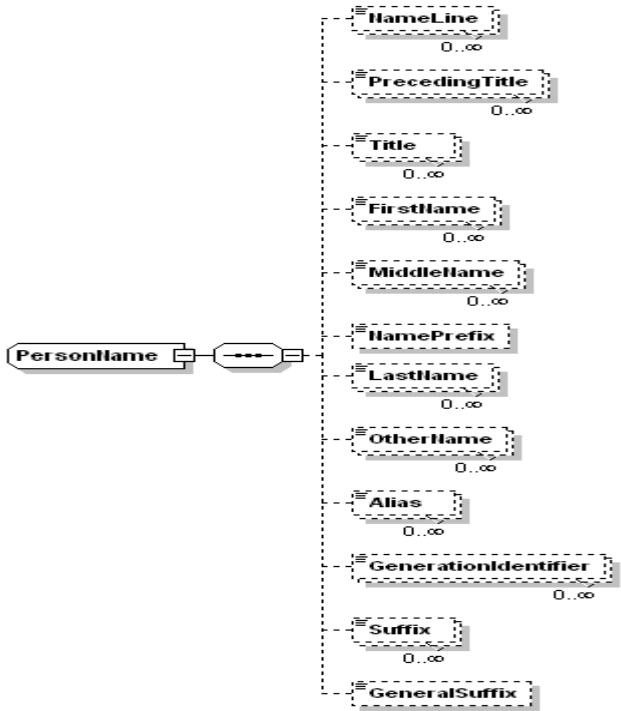 NameLine
0..∞
PrecedingTitle
0..∞
Title
0..∞
FirstName
0..∞
MiddleName
0..∞
NamePrefix
PersonName
LastName
0..∞
OtherName
0..∞
Alias
0..∞
GenerationIdentifier
0..∞
Suffix
0..∞
GeneralSuffix